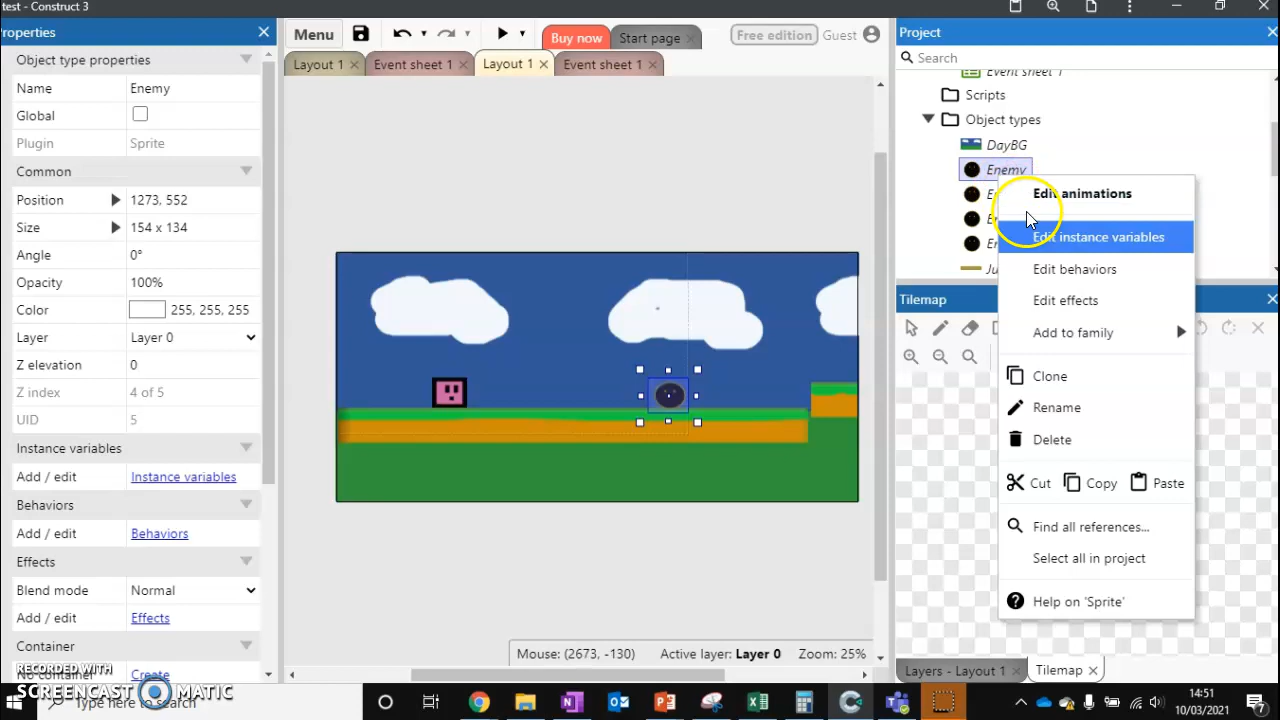 test - Construct 3
Properties
Menu
Buy now
Start page
Free edition
Guest
Project
Object type properties
Layout 1
Event sheet 1
Layout 1
Event sheet 1
Search
Event sheet 1
Name Enemy
Scripts
Global
Object types
Plugin Sprite
DayBG
Common
Enemy
Position 1273, 552
Edit animations
Size 154 x 134
Edit instance variables
Angle 0°
Edit behaviors
Opacity 100%
Tilemap
Edit effects
Color 255, 255, 255
Add to family
Layer Layer 0
Z elevation 0
Clone
Z index 4 of 5
Rename
UID 5
Delete
Instance variables
Add / edit Instance variables
Cut Copy Paste
Behaviors
Find all references...
Add / edit Behaviors
Select all in project
Effects
Blend mode Normal
Help on 'Sprite'
Add / edit Effects
Container
Mouse: (2673, -130) Active layer: Layer 0 Zoom: 25%
Layers - Layout 1
Tilemap
No container Create
RECORDED WITH
SCREENCAST MATIC
Type here to search
14:51
10/03/2021